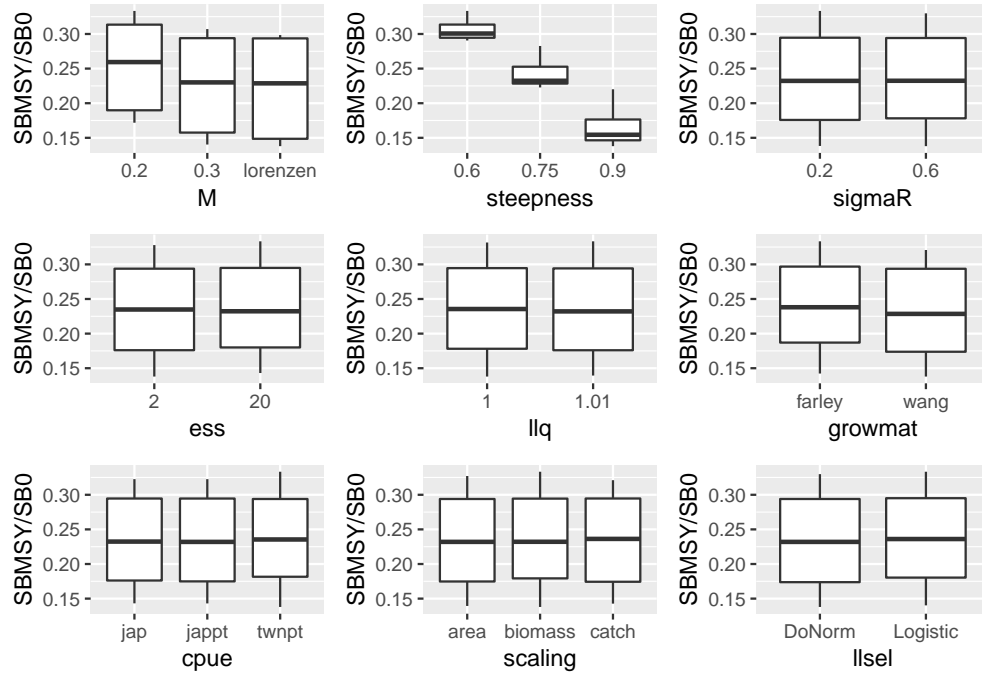 SBMSY/SB0
0.30
0.25
0.20
0.15
0.2 0.3 lorenzen
M
SBMSY/SB0
0.30
0.25
0.20
0.15
0.6 0.75 0.9
steepness
SBMSY/SB0
0.30
0.25
0.20
0.15
0.2 0.6
sigmaR
SBMSY/SB0
0.30
0.25
0.20
0.15
2 20
ess
SBMSY/SB0
0.30
0.25
0.20
0.15
1 1.01
llq
SBMSY/SB0
0.30
0.25
0.20
0.15
farley wang
growmat
SBMSY/SB0
0.30
0.25
0.20
0.15
jap jappt twnpt
cpue
SBMSY/SB0
0.30
0.25
0.20
0.15
area biomass catch
scaling
SBMSY/SB0
0.30
0.25
0.20
0.15
DoNorm Logistic
llsel